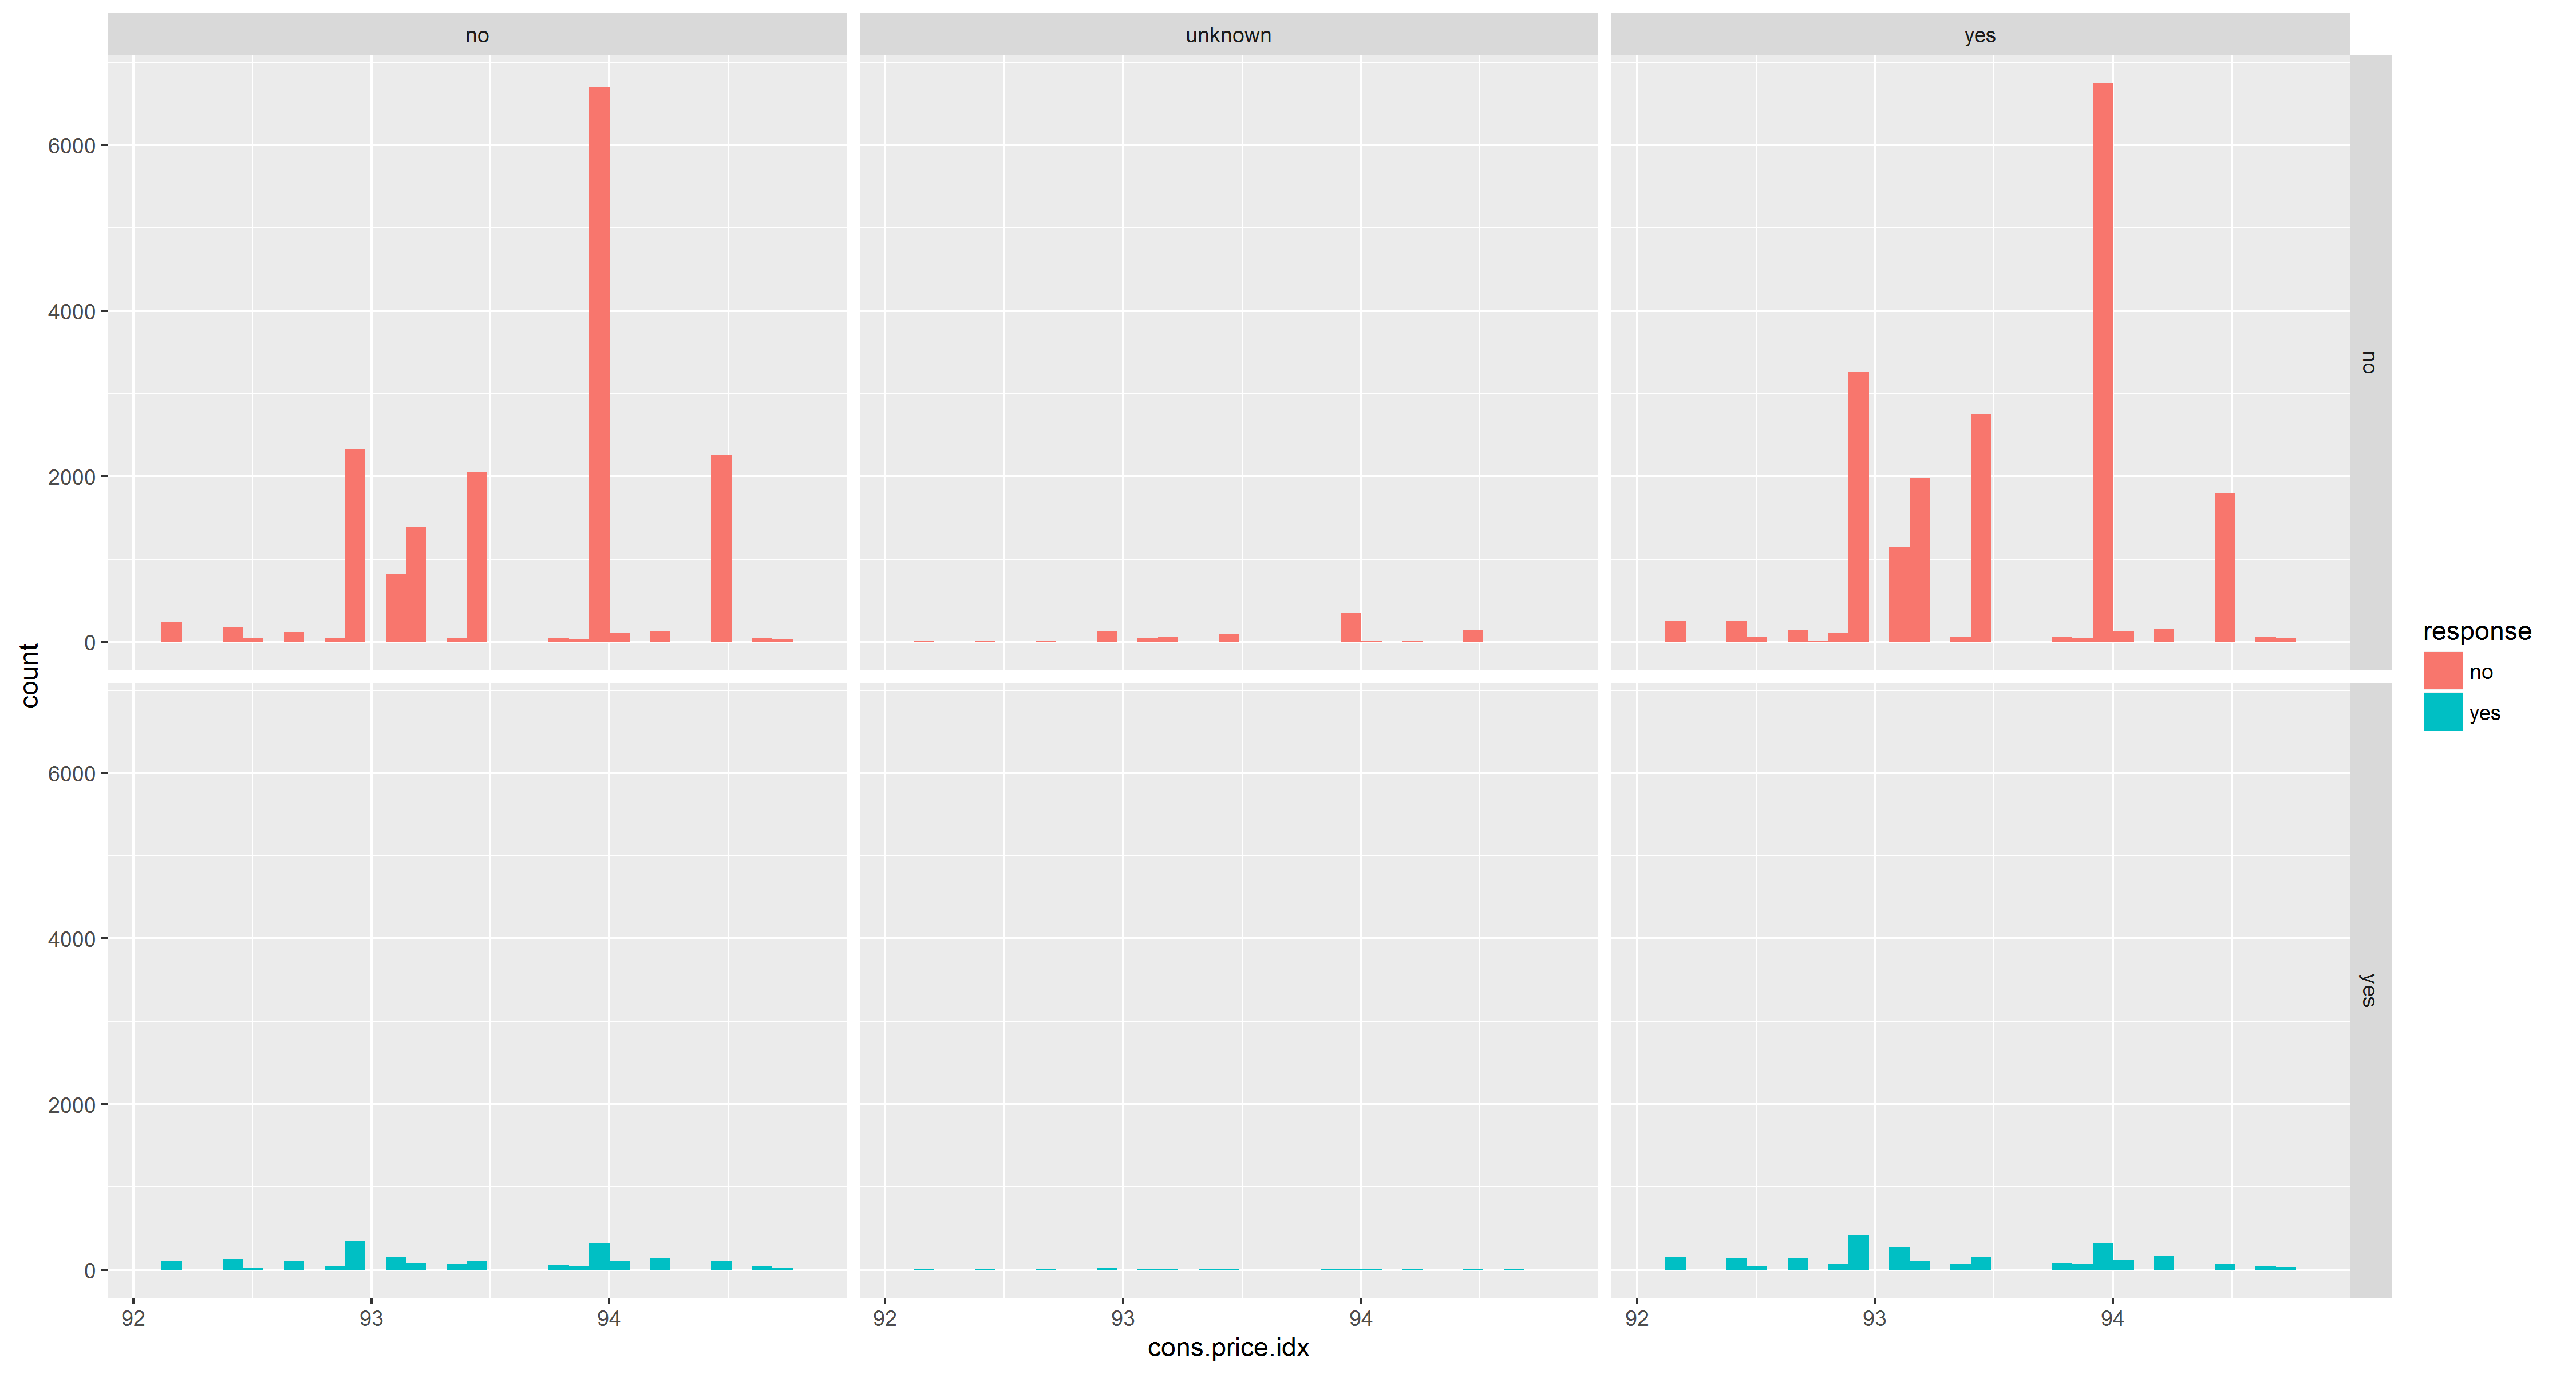 no
unknown
yes
6000
4000
2000
0
no
count
response
no
yes
6000
4000
2000
0
yes
92
93
94
92
93
94
92
93
94
cons.price.idx